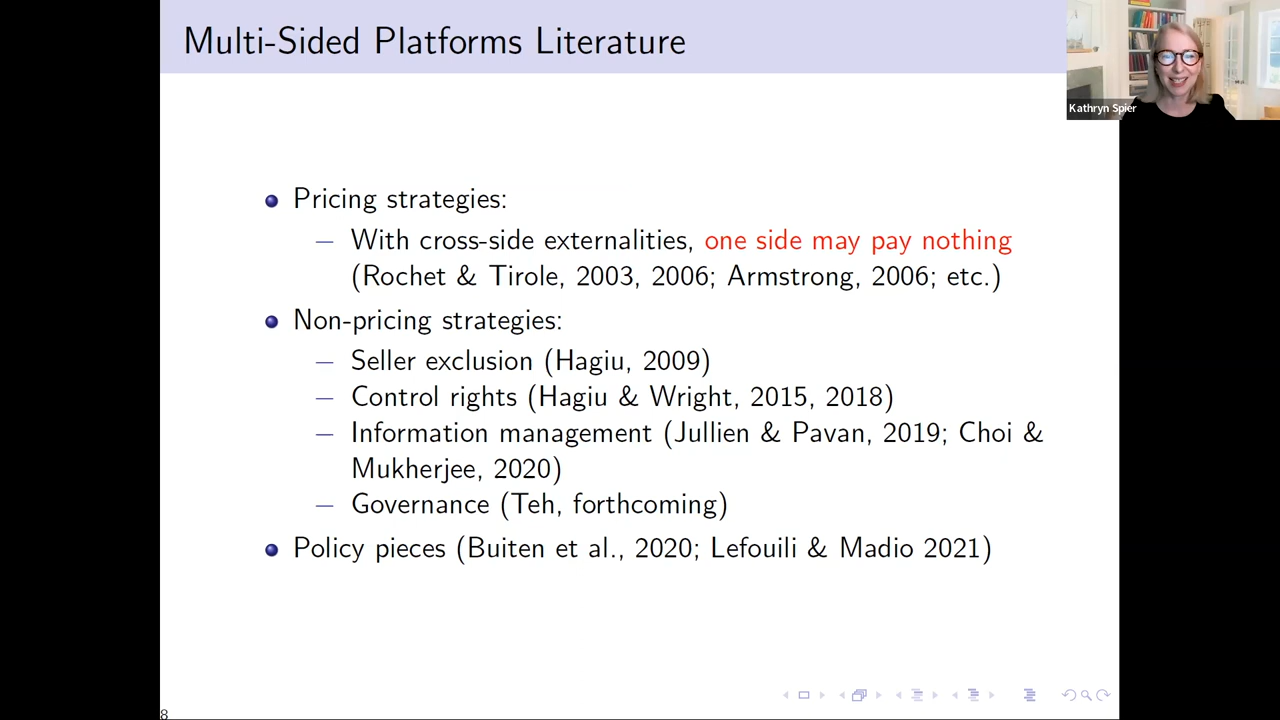 Multi-Sided Platforms Literature
Kathryn Spier
Pricing strategies:
— With cross-side externalities, one side may pay nothing
(Rochet & Tirole, 2003, 2006; Armstrong, 2006; etc.)
Non-pricing strategies:
— Seller exclusion (Hagiu, 2009)
— Control rights (Hagiu & Wright, 2015, 2018)
— Information management (Jullien & Pavan, 2019; Choi &
Mukherjee, 2020)
— Governance (Teh, forthcoming)
Policy pieces (Buiten et al., 2020; Lefouili & Madio 2021)
8